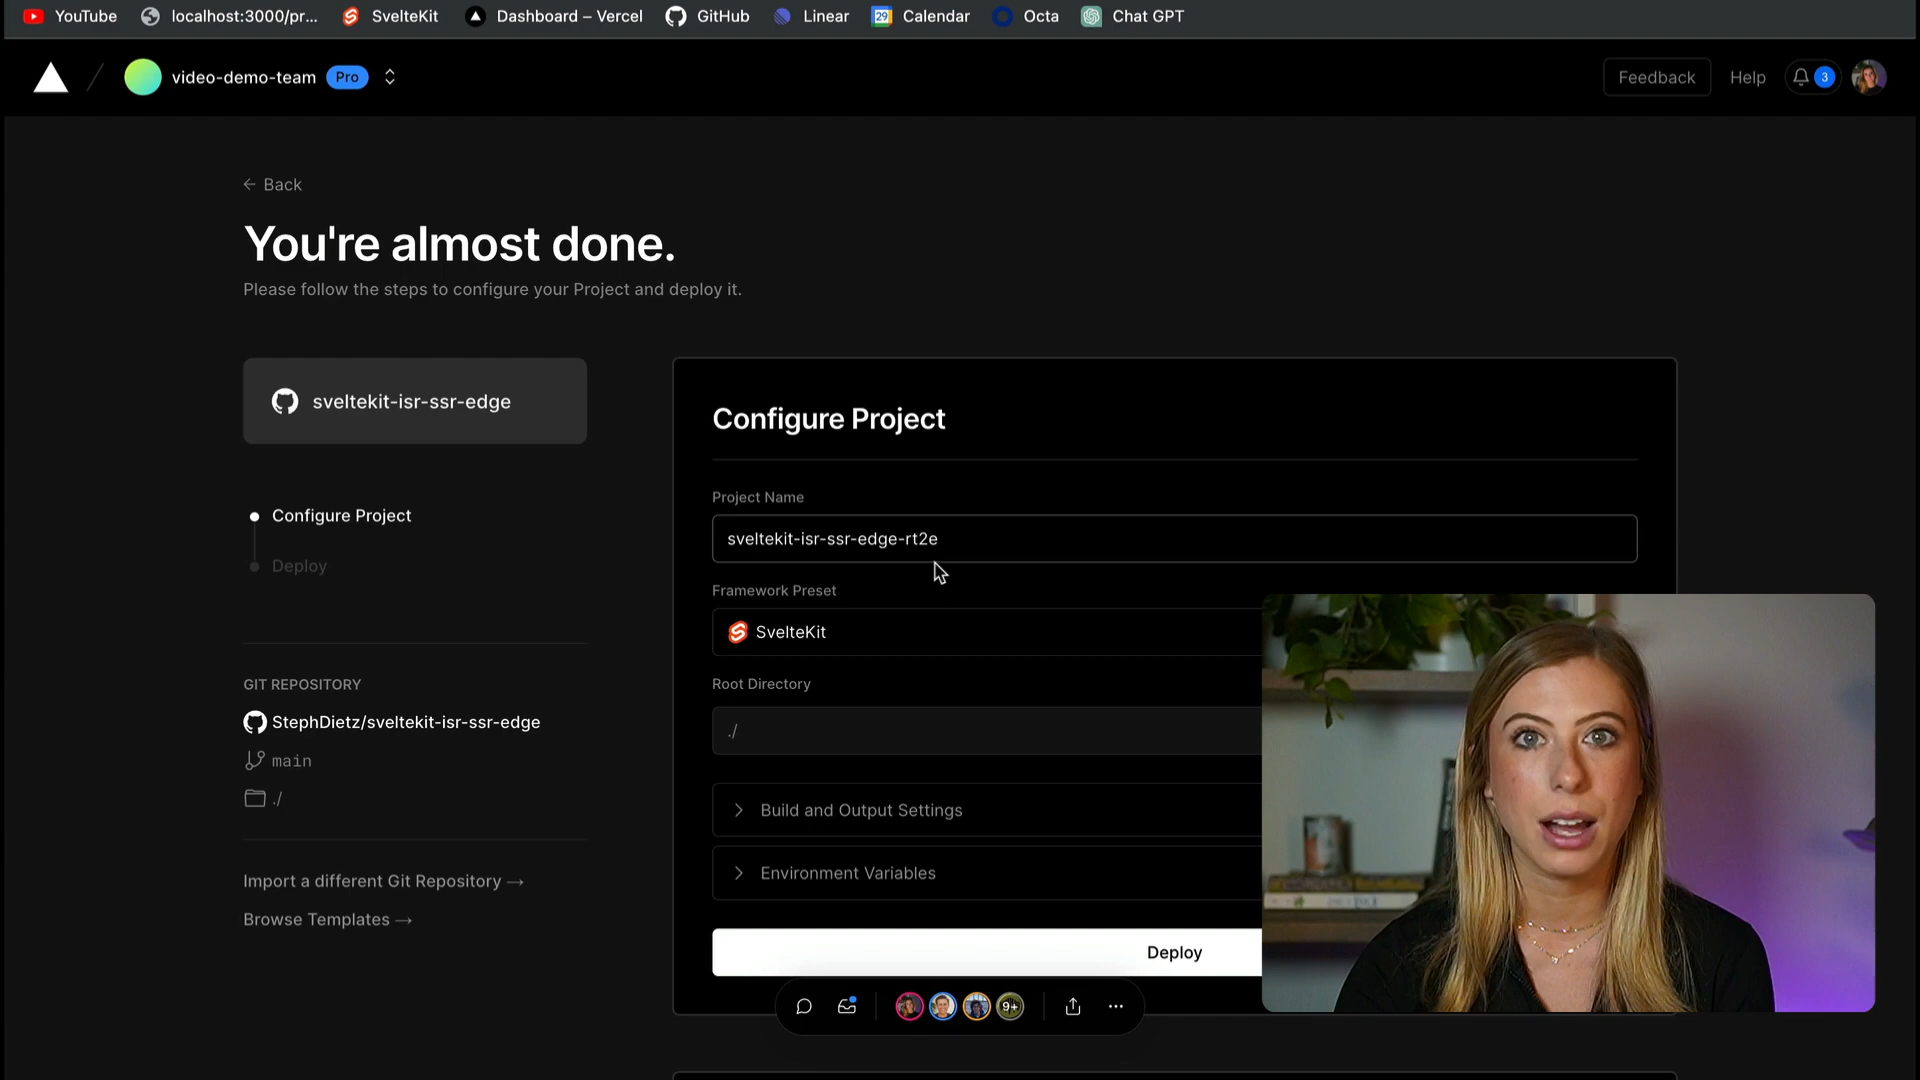 YouTube
localhost:3000/pr...
SvelteKit
Dashboard – Vercel
GitHub
Linear
29
Calendar
Octa
Chat GPT
video-demo-team
Pro
Feedback
Help
3
← Back
You're almost done.
Please follow the steps to configure your Project and deploy it.
sveltekit-isr-ssr-edge
Configure Project
Deploy
GIT REPOSITORY
StephDietz/sveltekit-isr-ssr-edge
main
./
Import a different Git Repository →
Browse Templates →
Configure Project
Project Name
sveltekit-isr-ssr-edge-rt2e
Framework Preset
SvelteKit
Root Directory
./
Build and Output Settings
Environment Variables
Deploy
9+